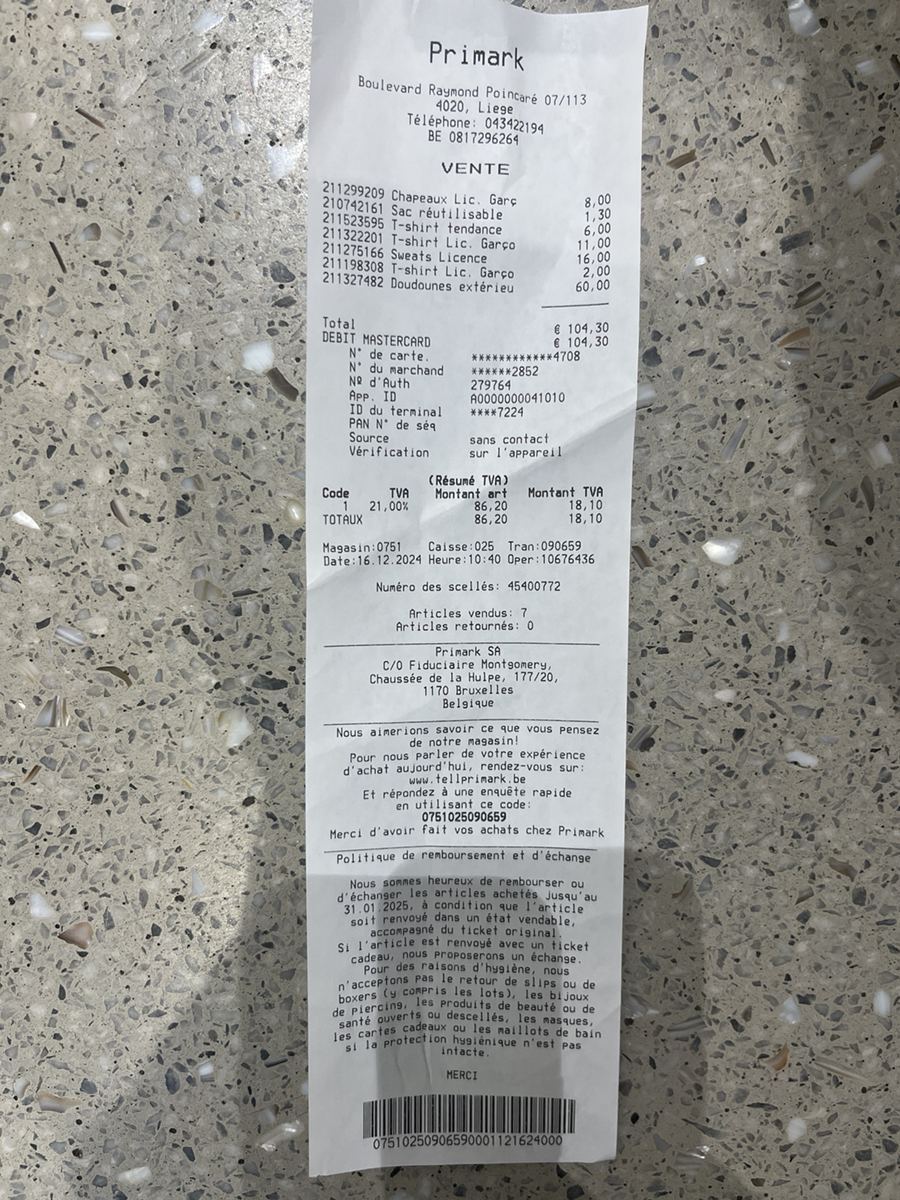 Primark
Boulevard Raymond Poincaré 07/113
4020, Liege
Téléphone: 043422194
BE 0817296264
VENTE
211299209 Chapeaux Lic. Garç 8,00
210742161 Sac réutilisable 1,30
211523595 T-shirt tendance 6,00
211322201 T-shirt Lic. Garço 11,00
211275166 Sweats Licence 16,00
211198308 T-shirt Lic. Garço 2,00
211327482 Doudounes extérieu 60,00
Total € 104,30
DEBIT MASTERCARD € 104,30
N° de carte. ************4708
N° du marchand ******2852
Nº d'Auth 279764
App. ID A0000000041010
ID du terminal ****7224
PAN N° de séq
Source sans contact
Vérification sur l'appareil
(Résumé TVA)
Code TVA Montant art Montant TVA
1 21,00% 86,20 18,10
TOTAUX 86,20 18,10
Magasin:0751 Caisse:025 Tran:090659
Date:16.12.2024 Heure:10:40 Oper:10676436
Numéro des scellés: 45400772
Articles vendus: 7
Articles retournés: 0
Primark SA
C/O Fiduciaire Montgomery,
Chaussée de la Hulpe, 177/20,
1170 Bruxelles
Belgique
Nous aimerions savoir ce que vous pensez
de notre magasin!
Pour nous parler de votre expérience
d'achat aujourd'hui, rendez-vous sur:
www.tellprimark.be
Et répondez à une enquête rapide
en utilisant ce code:
0751025090659
Merci d'avoir fait vos achats chez Primark
Politique de remboursement et d'échange
Nous sommes heureux de rembourser ou
d'échanger les articles achetés jusqu'au
31.01.2025, à condition que l'article
soit renvoyé dans un état vendable,
accompagné du ticket original.
Si l'article est renvoyé avec un ticket
cadeau, nous proposerons un échange.
Pour des raisons d'hygiène, nous
n'acceptons pas le retour de slips ou de
boxers (y compris les lots), les bijoux
de piercing, les produits de beauté ou de
santé ouverts ou descellés, les masques,
les cartes cadeaux ou les maillots de bain
si la protection hygiénique n'est pas
intacte.
MERCI
07510250906590001121624000